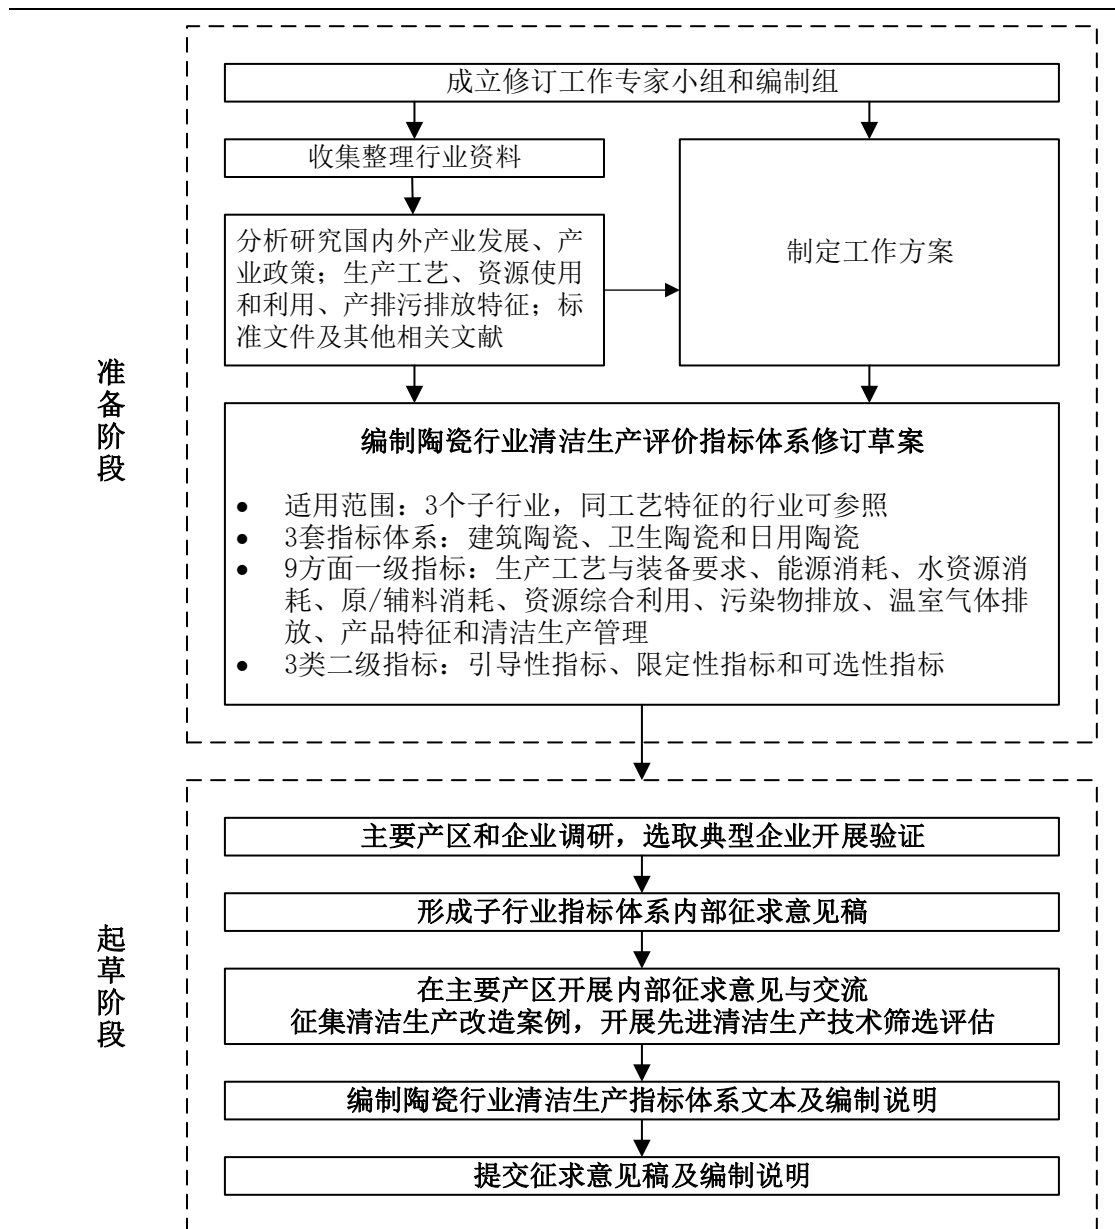 准备阶段
成立修订工作专家小组和编制组
收集整理行业资料
分析研究国内外产业发展、产
业政策；生产工艺、资源使用
和利用、产排污排放特征；标
准文件及其他相关文献
制定工作方案
编制陶瓷行业清洁生产评价指标体系修订草案
• 适用范围：3个子行业，同工艺特征的行业可参照
• 3套指标体系：建筑陶瓷、卫生陶瓷和日用陶瓷
• 9方面一级指标：生产工艺与装备要求、能源消耗、水资源消
耗、原/辅料消耗、资源综合利用、污染物排放、温室气体排
放、产品特征和清洁生产管理
• 3类二级指标：引导性指标、限定性指标和可选性指标
起草阶段
主要产区和企业调研，选取典型企业开展验证
形成子行业指标体系内部征求意见稿
在主要产区开展内部征求意见与交流
征集清洁生产改造案例，开展先进清洁生产技术筛选评估
编制陶瓷行业清洁生产指标体系文本及编制说明
提交征求意见稿及编制说明